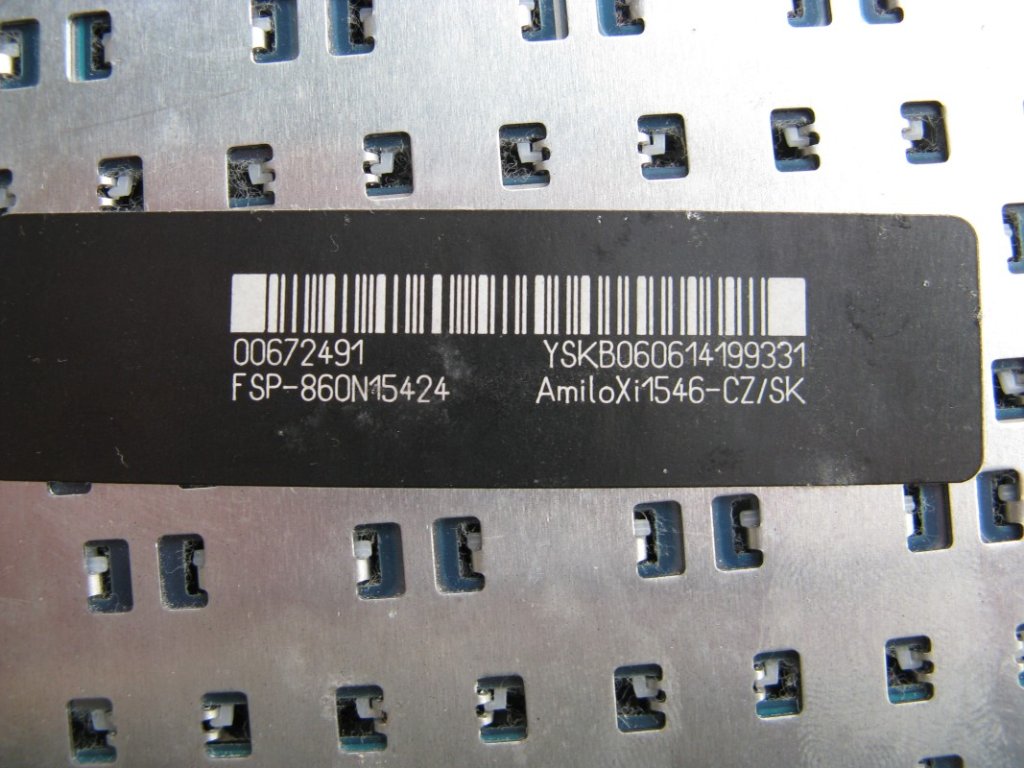 00672491 YSKB060614199331
FSP-860N15424 AmiloXi1546-CZ/SK